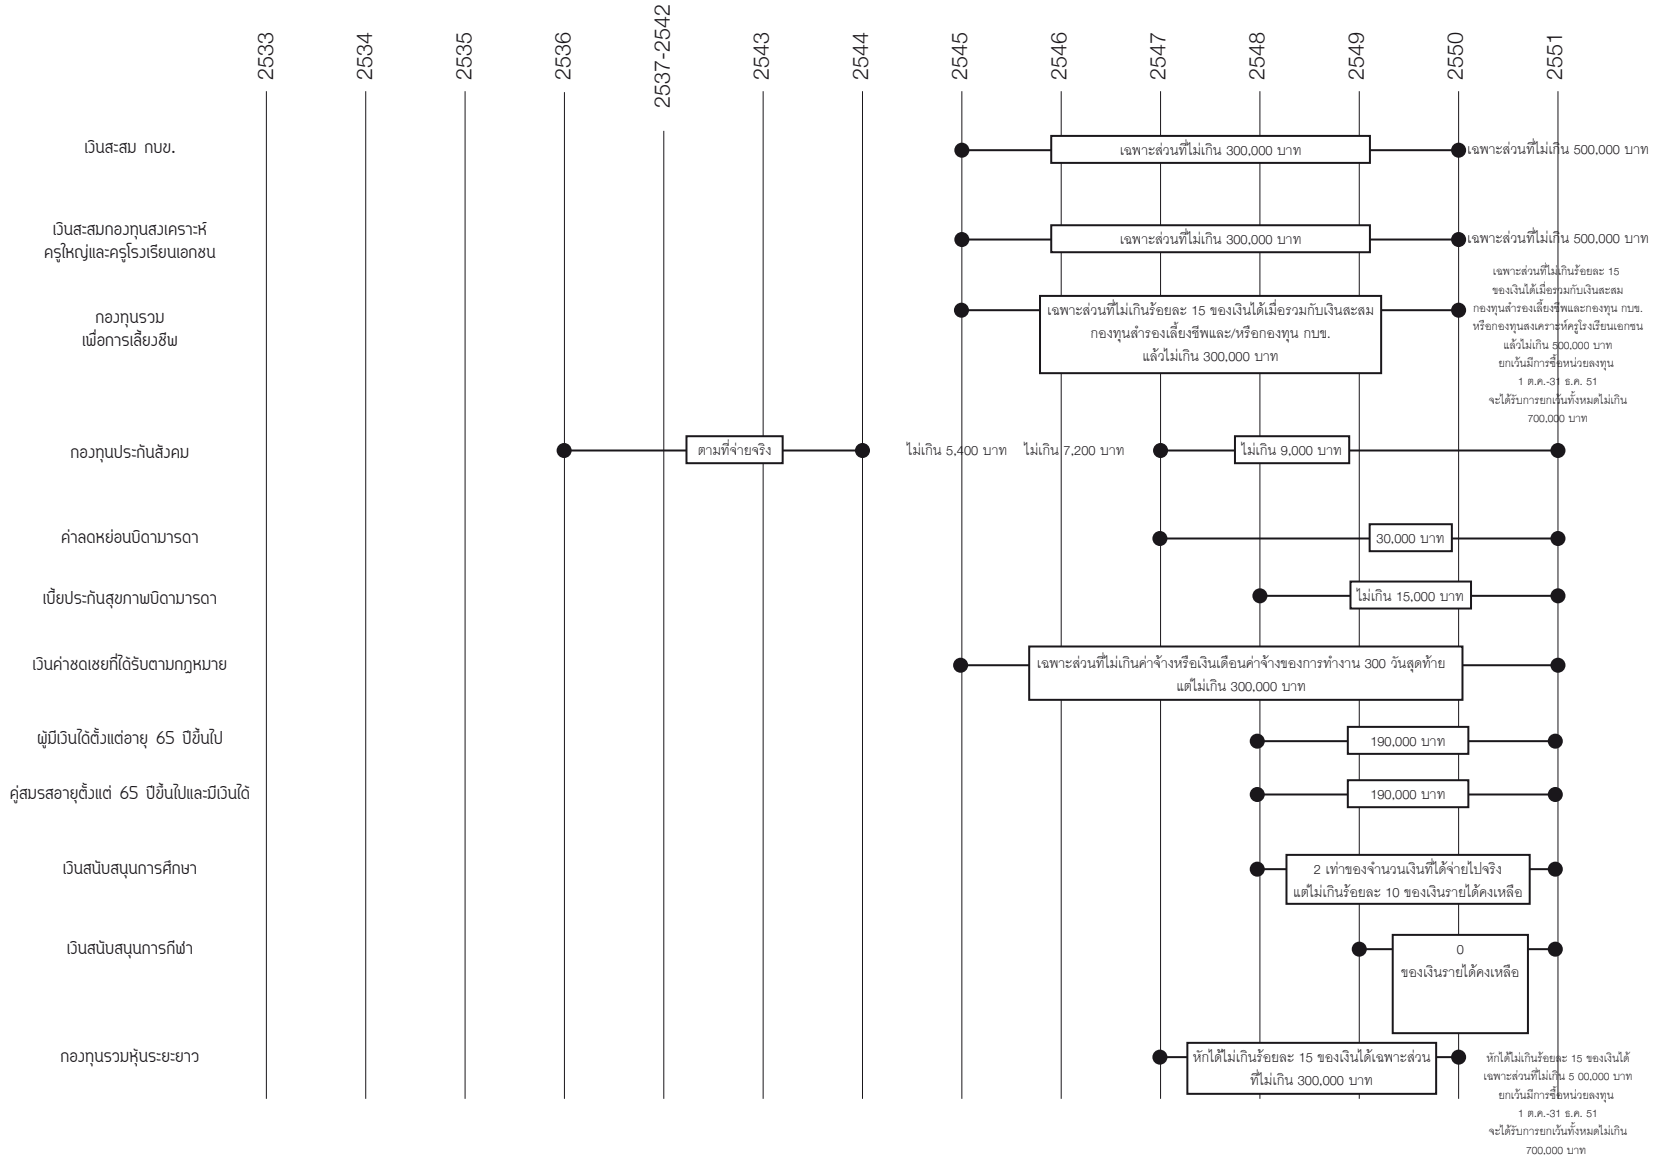 2533
2534
2535
2536
2537-2542
2543
2544
2545
2546
2547
2548
2549
2550
2551
เงินสะสม กบข.
เฉพาะส่วนที่ไม่เกิน 300,000 บาท
เฉพาะส่วนที่ไม่เกิน 500,000 บาท
เงินสะสมกองทุนสงเคราะห์
ครูใหญ่และครูโรงเรียนเอกชน
เฉพาะส่วนที่ไม่เกิน 300,000 บาท
เฉพาะส่วนที่ไม่เกิน 500,000 บาท
กองทุนรวม
เพื่อการเลี้ยงชีพ
เฉพาะส่วนที่ไม่เกินร้อยละ 15 ของเงินได้เมื่อรวมกับเงินสะสม
กองทุนสำรองเลี้ยงชีพและ/หรือกองทุน กบข.
แล้วไม่เกิน 300,000 บาท
เฉพาะส่วนที่ไม่เกินร้อยละ 15
ของเงินได้เมื่อรวมกับเงินสะสม
กองทุนสำรองเลี้ยงชีพและกองทุน กบข.
หรือกองทุนสงเคราะห์ครูโรงเรียนเอกชน
แล้วไม่เกิน 500,000 บาท
ยกเว้นมีการซื้อหน่วยลงทุน
1 ต.ค.-31 ธ.ค. 51
จะได้รับการยกเว้นทั้งหมดไม่เกิน
700,000 บาท
กองทุนประกันสังคม
ตามที่จ่ายจริง
ไม่เกิน 5,400 บาท
ไม่เกิน 7,200 บาท
ไม่เกิน 9,000 บาท
ค่าลดหย่อนบิดามารดา
30,000 บาท
เบี้ยประกันสุขภาพบิดามารดา
ไม่เกิน 15,000 บาท
เงินค่าชดเชยที่ได้รับตามกฎหมาย
เฉพาะส่วนที่ไม่เกินค่าจ้างหรือเงินเดือนค่าจ้างของการทำงาน 300 วันสุดท้าย
แต่ไม่เกิน 300,000 บาท
ผู้มีเงินได้ตั้งแต่อายุ 65 ปีขึ้นไป
190,000 บาท
คู่สมรสอายุตั้งแต่ 65 ปีขึ้นไปและมีเงินได้
190,000 บาท
เงินสนับสนุนการศึกษา
2 เท่าของจำนวนเงินที่ได้จ่ายไปจริง
แต่ไม่เกินร้อยละ 10 ของเงินรายได้คงเหลือ
เงินสนับสนุนการกีฬา
0
ของเงินรายได้คงเหลือ
กองทุนรวมหุ้นระยะยาว
หักได้ไม่เกินร้อยละ 15 ของเงินได้เฉพาะส่วน
ที่ไม่เกิน 300,000 บาท
หักได้ไม่เกินร้อยละ 15 ของเงินได้
เฉพาะส่วนที่ไม่เกิน 5 00,000 บาท
ยกเว้นมีการซื้อหน่วยลงทุน
1 ต.ค.-31 ธ.ค. 51
จะได้รับการยกเว้นทั้งหมดไม่เกิน
700,000 บาท